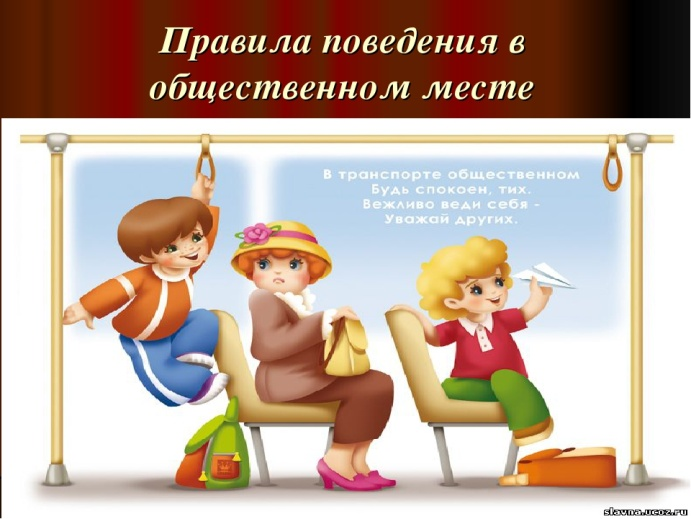 Правила поведения в
общественном месте
В транспорте общественном
Будь спокоен, тих.
Вежливо веди себя -
Уважай других.
slavna.ucoz.ru